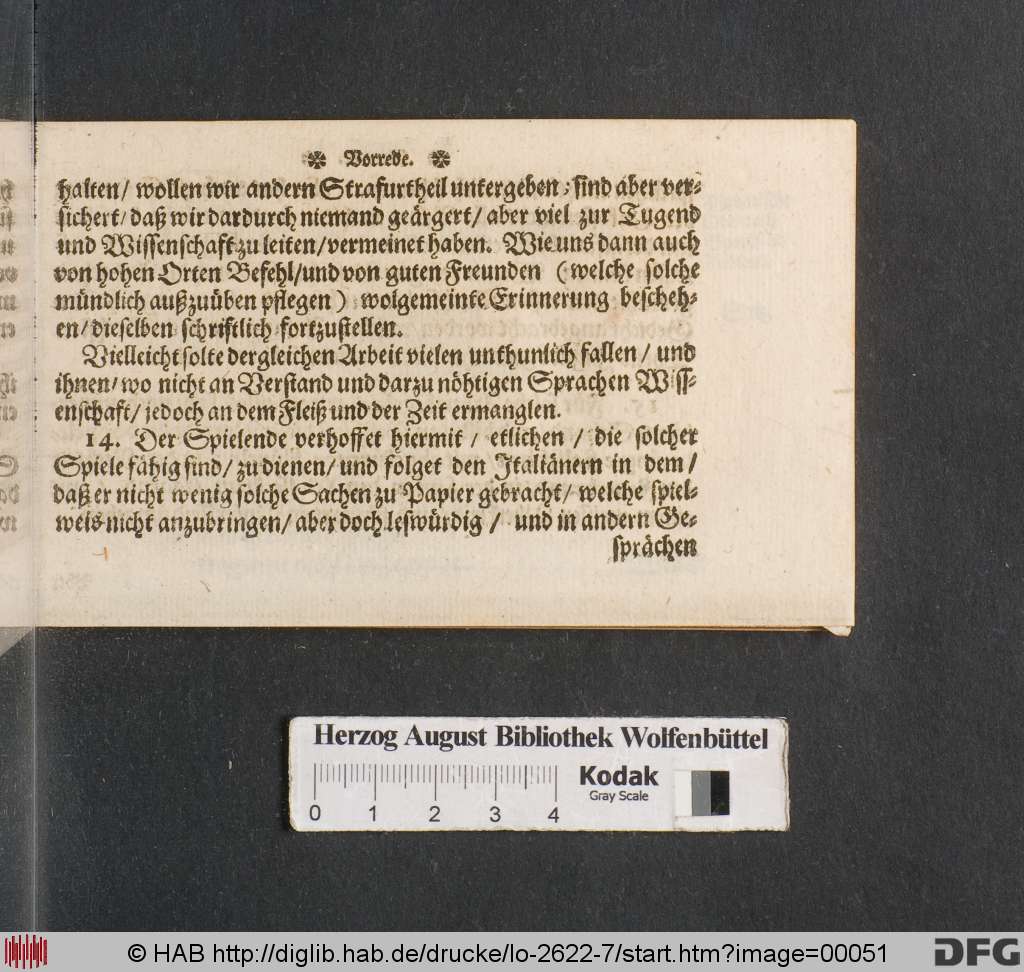 Vorrede.
halten/ wollen wir andern Strafurtheil untergeben; sind aber ver-
sichert/ daß wir dardurch niemand geärgert/ aber viel zur Tugend
und Wissenschaft zu leiten/ vermeinet haben. Wie uns dann auch
von hohen Orten Befehl/ und von guten Freunden (welche solche
mündlich außzuüben pflegen) wolgemeinte Erinnerung bescheh-
en/ dieselben schriftlich fortzustellen.
Vielleicht solte dergleichen Arbeit vielen unthunlich fallen/ und
ihnen/ wo nicht an Verstand und darzu nöhtigen Sprachen Wiss-
enschaft/ jedoch an dem Fleiß und der Zeit ermanglen.
14. Der Spielende verhoffet hiermit/ etlichen/ die solcher
Spiele fähig sind/ zu dienen/ und folget den Italiänern in dem/
daß er nicht wenig solche Sachen zu Papier gebracht/ welche spiel-
weis nicht anzubringen/ aber doch leswürdig/ und in andern Ge-
sprächen
Herzog August Bibliothek Wolfenbüttel
Kodak
Gray Scale
0 1 2 3 4
© HAB http://diglib.hab.de/drucke/lo-2622-7/start.htm?image=00051
DFG